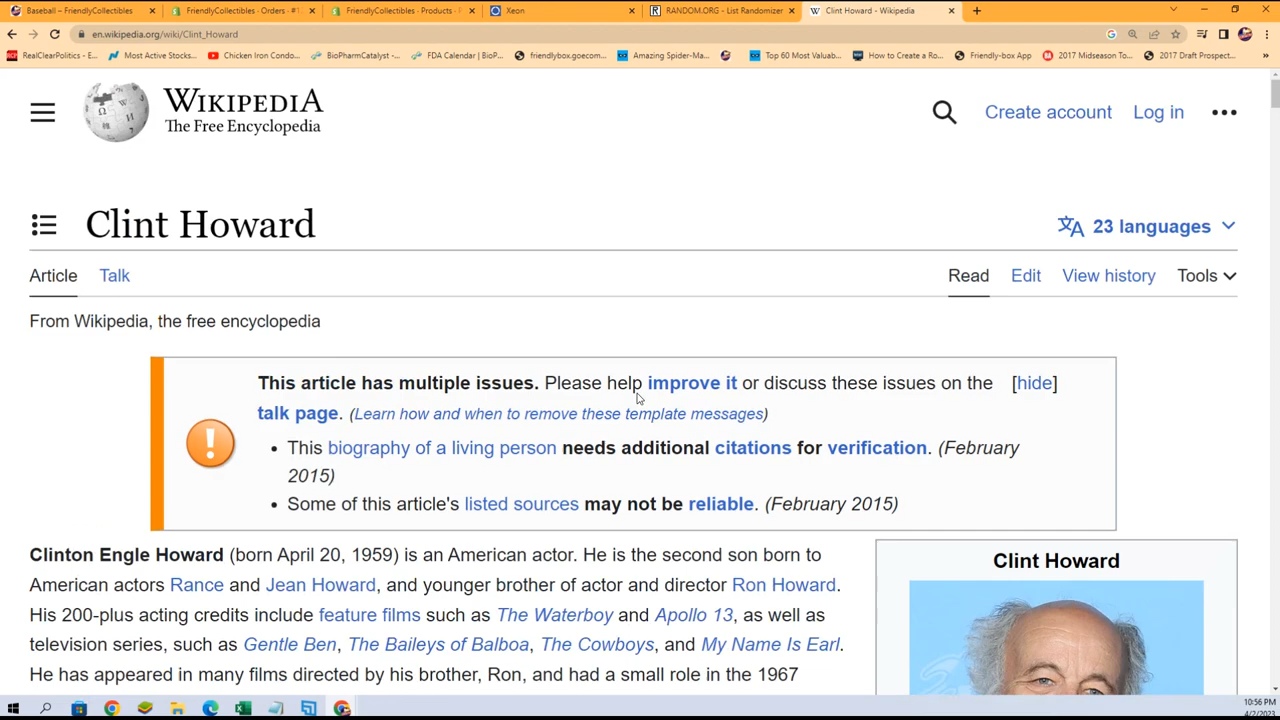 Baseball – FriendlyCollectibles
FriendlyCollectibles · Orders · #1
FriendlyCollectibles · Products · F
Xeon
RANDOM.ORG - List Randomizer
Clint Howard - Wikipedia
en.wikipedia.org/wiki/Clint_Howard
RealClearPolitics - E...
Most Active Stocks...
Chicken Iron Condo...
BioPharmCatalyst -...
FDA Calendar | BioP...
friendlybox.goecom...
Amazing Spider-Ma...
Top 60 Most Valuab...
How to Create a Ro...
Friendly-box App
2017 Midseason To...
2017 Draft Prospect...
WIKIPEDIA
The Free Encyclopedia
Create account
Log in
Clint Howard
23 languages
Article
Talk
Read
Edit
View history
Tools
From Wikipedia, the free encyclopedia
This article has multiple issues. Please help improve it or discuss these issues on the [hide]
talk page. (Learn how and when to remove these template messages)
• This biography of a living person needs additional citations for verification. (February
2015)
• Some of this article's listed sources may not be reliable. (February 2015)
Clinton Engle Howard (born April 20, 1959) is an American actor. He is the second son born to
American actors Rance and Jean Howard, and younger brother of actor and director Ron Howard.
His 200-plus acting credits include feature films such as The Waterboy and Apollo 13, as well as
television series, such as Gentle Ben, The Baileys of Balboa, The Cowboys, and My Name Is Earl.
He has appeared in many films directed by his brother, Ron, and had a small role in the 1967
Clint Howard
10:56 PM
4/2/2023